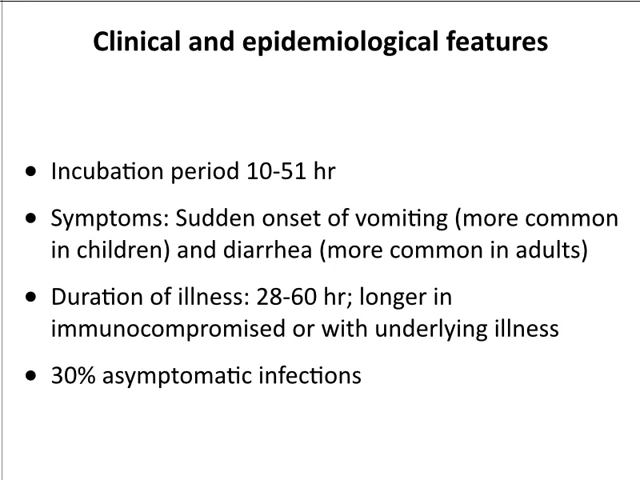 Clinical and epidemiological features
• Incubation period 10-51 hr
• Symptoms: Sudden onset of vomiting (more common
in children) and diarrhea (more common in adults)
• Duration of illness: 28-60 hr; longer in
immunocompromised or with underlying illness
• 30% asymptomatic infections